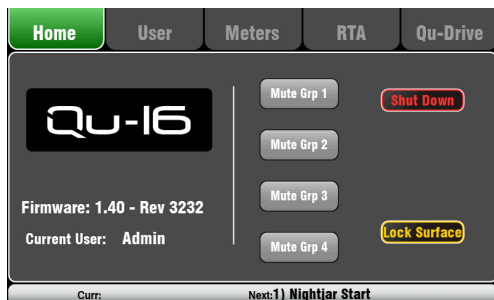 Home User Meters RTA Qu-Drive
Qu-16
Mute Grp 1
Shut Down
Mute Grp 2
Mute Grp 3
Firmware: 1.40 - Rev 3232
Current User: Admin
Lock Surface
Mute Grp 4
Curr: Next:1) Nightjar Start